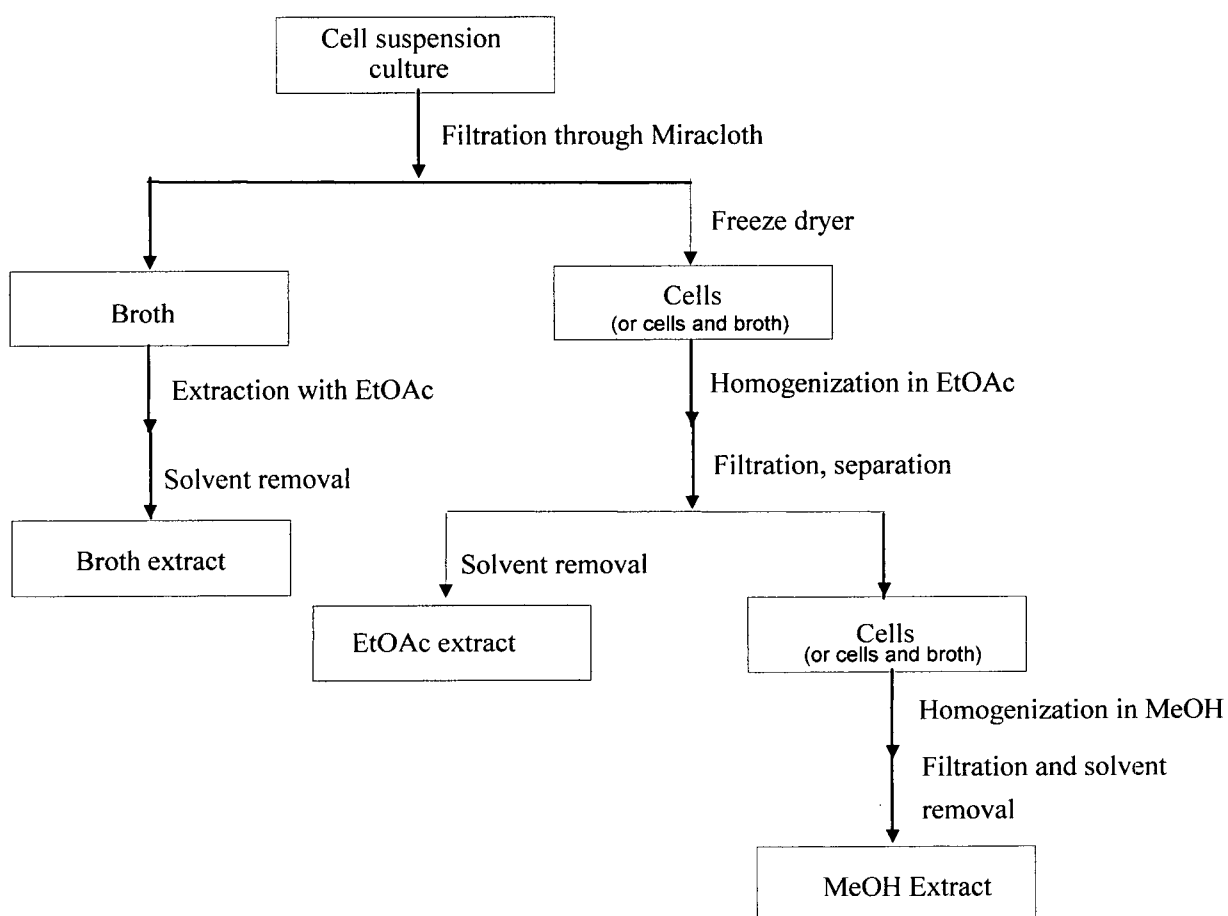 Cell suspension
culture
Filtration through Miracloth
Freeze dryer
Broth
Cells
(or cells and broth)
Extraction with EtOAc
Homogenization in EtOAc
Solvent removal
Filtration, separation
Broth extract
Solvent removal
EtOAc extract
Cells
(or cells and broth)
Homogenization in MeOH
Filtration and solvent
removal
MeOH Extract